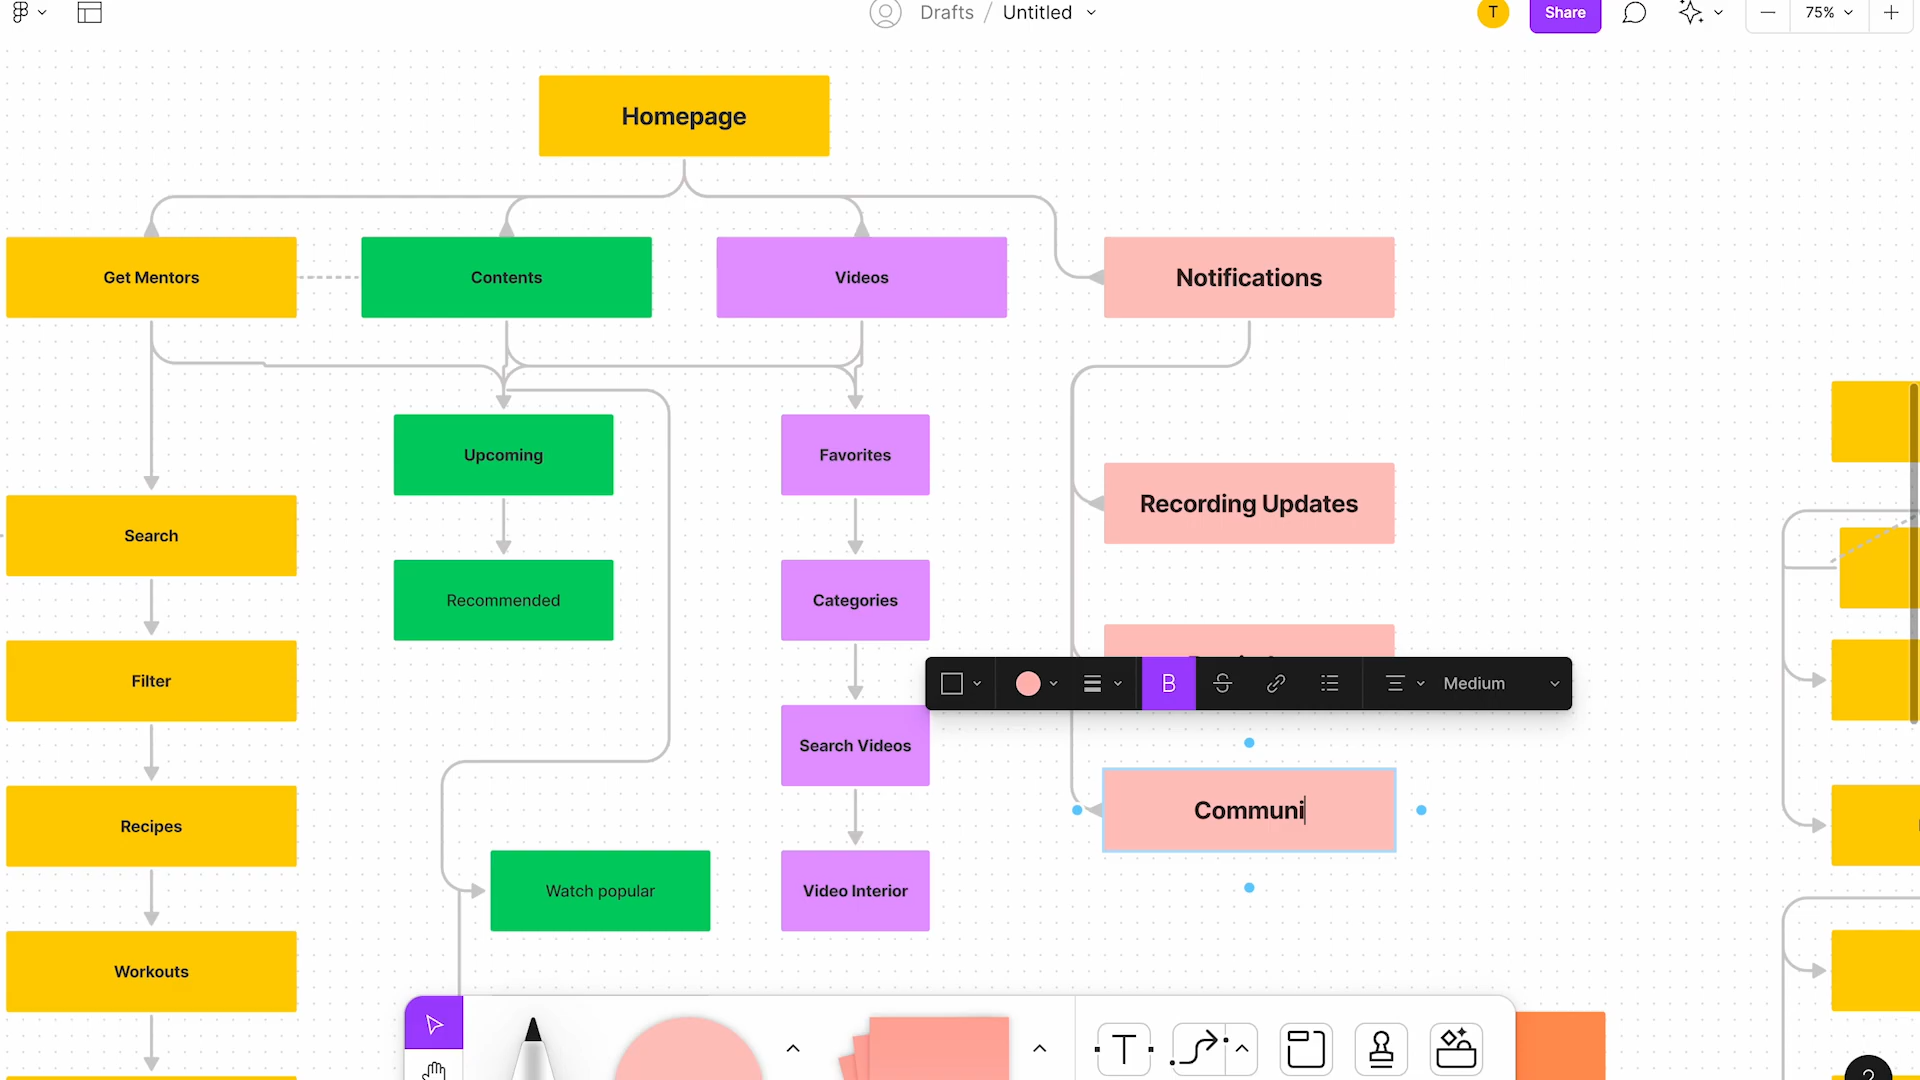 Drafts / Untitled
T
Share
75%
Homepage
Get Mentors
Contents
Videos
Notifications
Upcoming
Favorites
Recording Updates
Search
Recommended
Categories
Filter
B
S
Medium
Search Videos
Communi
Recipes
Watch popular
Video Interior
Workouts
T
?